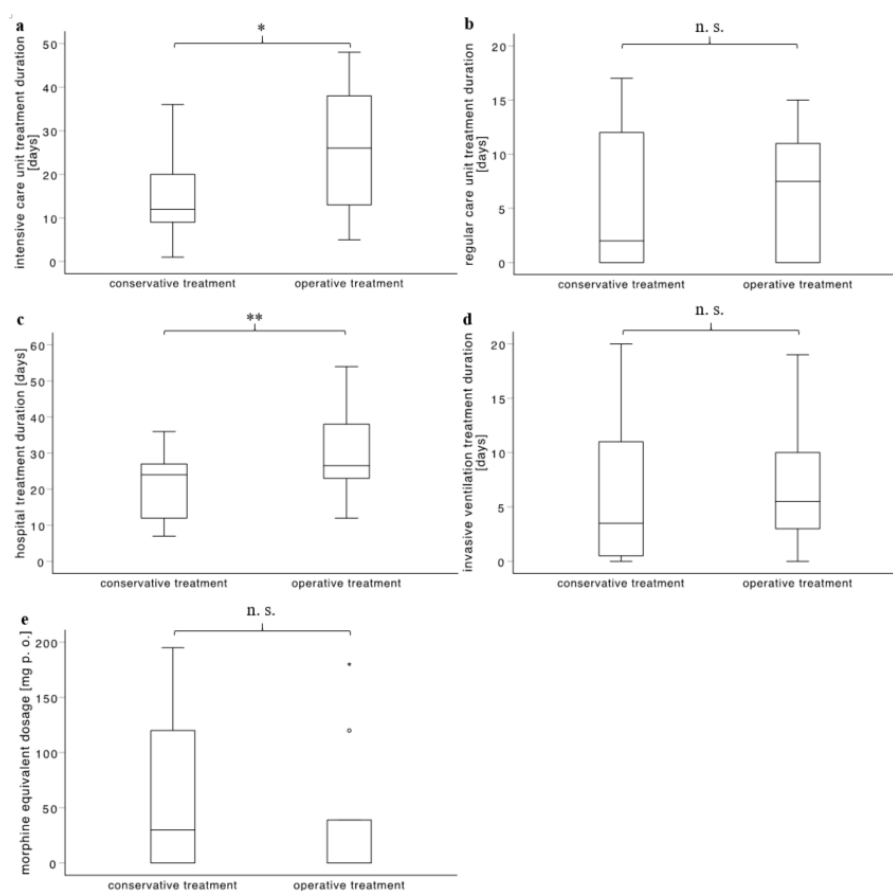 a
*
intensive care unit treatment duration
[days]
50
40
30
20
10
0
conservative treatment operative treatment
b
n. s.
regular care unit treatment duration
[days]
20
15
10
5
0
conservative treatment operative treatment
c
**
hospital treatment duration [days]
60
50
40
30
20
10
0
conservative treatment operative treatment
d
n. s.
invasive ventilation treatment duration
[days]
20
15
10
5
0
conservative treatment operative treatment
e
n. s.
morphine equivalent dosage [mg p. o.]
200
150
100
50
0
conservative treatment operative treatment